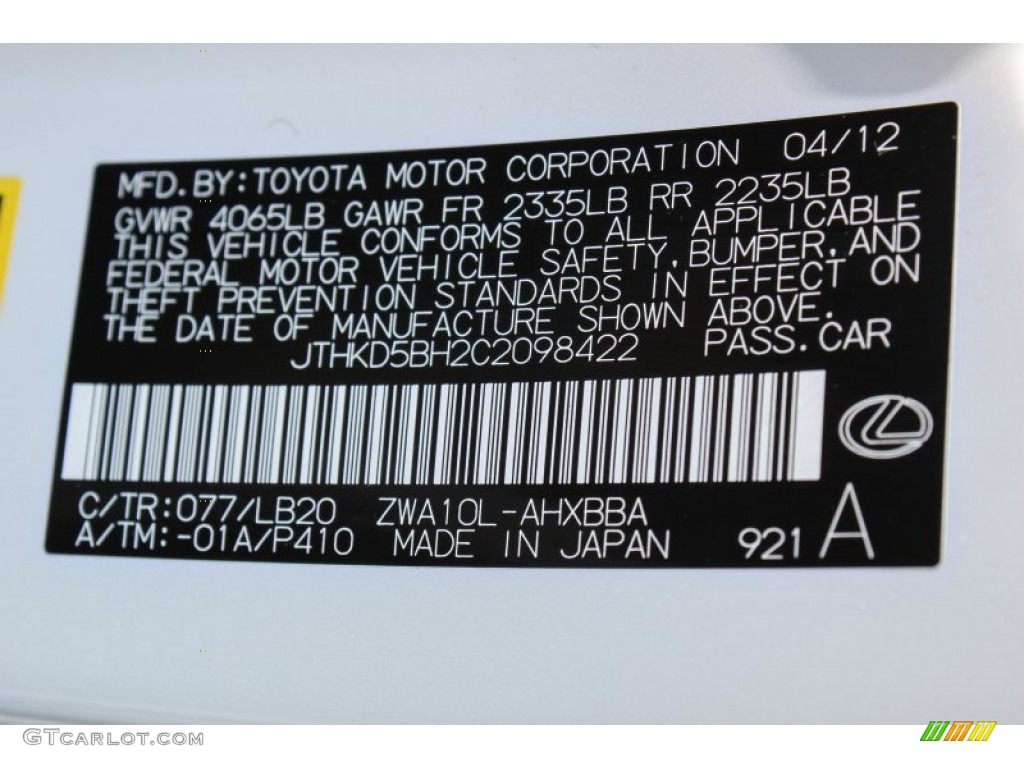 MFD.BY:TOYOTA MOTOR CORPORATION 04/12
GVWR 4065LB GAWR FR 2335LB RR 2235LB
THIS VEHICLE CONFORMS TO ALL APPLICABLE
FEDERAL MOTOR VEHICLE SAFETY,BUMPER,AND
THEFT PREVENTION STANDARDS IN EFFECT ON
THE DATE OF MANUFACTURE SHOWN ABOVE.
JTHKD5BH2C2098422 PASS.CAR
C/TR:077/LB20 ZWA10L-AHXBBA
A/TM:-01A/P410 MADE IN JAPAN 921 A
GTCARLOT.COM